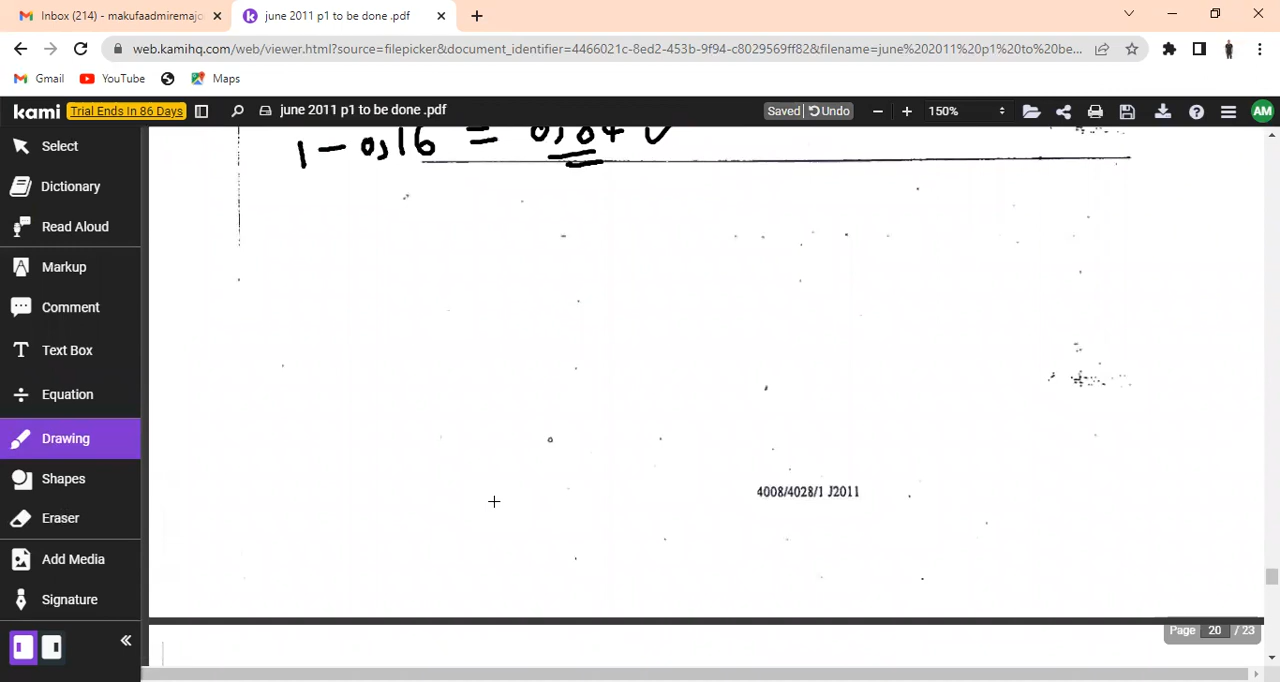 Inbox (214) - makufaadmiremajo
june 2011 p1 to be done .pdf
web.kamihq.com/web/viewer.html?source=filepicker&document_identifier=4466021c-8ed2-453b-9f94-c8029569ff82&filename=june%202011%20p1%20to%20be...
Gmail
YouTube
Maps
kami
Trial Ends In 86 Days
june 2011 p1 to be done .pdf
Saved
Undo
150%
AM
Select
Dictionary
Read Aloud
Markup
Comment
Text Box
Equation
Drawing
Shapes
Eraser
Add Media
Signature
1 - 0,16 = 0,84
4008/4028/1 J2011
Page 20 / 23